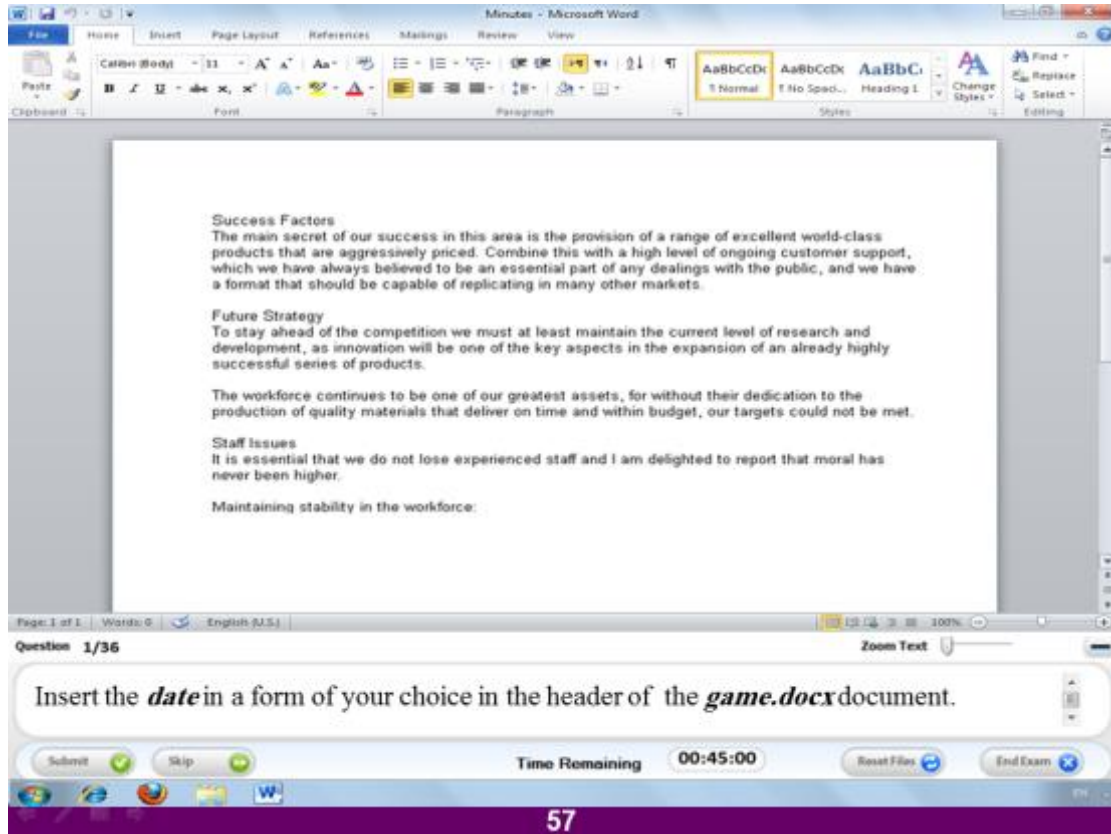 Minutes - Microsoft Word
File Home Insert Page Layout References Mailings Review View
Calibri (Body) 11 Aa
AaBbCcDc AaBbCcDc AaBbC
Find
Replace
Select
Paste
B I U abc x, x'
¶ Normal ¶ No Spaci... Heading 1
Change Styles
Clipboard Font Paragraph Styles Editing
Success Factors
The main secret of our success in this area is the provision of a range of excellent world-class
products that are aggressively priced. Combine this with a high level of ongoing customer support,
which we have always believed to be an essential part of any dealings with the public, and we have
a format that should be capable of replicating in many other markets.
Future Strategy
To stay ahead of the competition we must at least maintain the current level of research and
development, as innovation will be one of the key aspects in the expansion of an already highly
successful series of products.
The workforce continues to be one of our greatest assets, for without their dedication to the
production of quality materials that deliver on time and within budget, our targets could not be met.
Staff Issues
It is essential that we do not lose experienced staff and I am delighted to report that moral has
never been higher.
Maintaining stability in the workforce:
Page: 1 of 1 Words: 0 English (U.S.) 100%
Question 1/36 Zoom Text
Insert the date in a form of your choice in the header of the game.docx document.
Submit Skip Time Remaining 00:45:00 Reset Files End Exam
EN
57